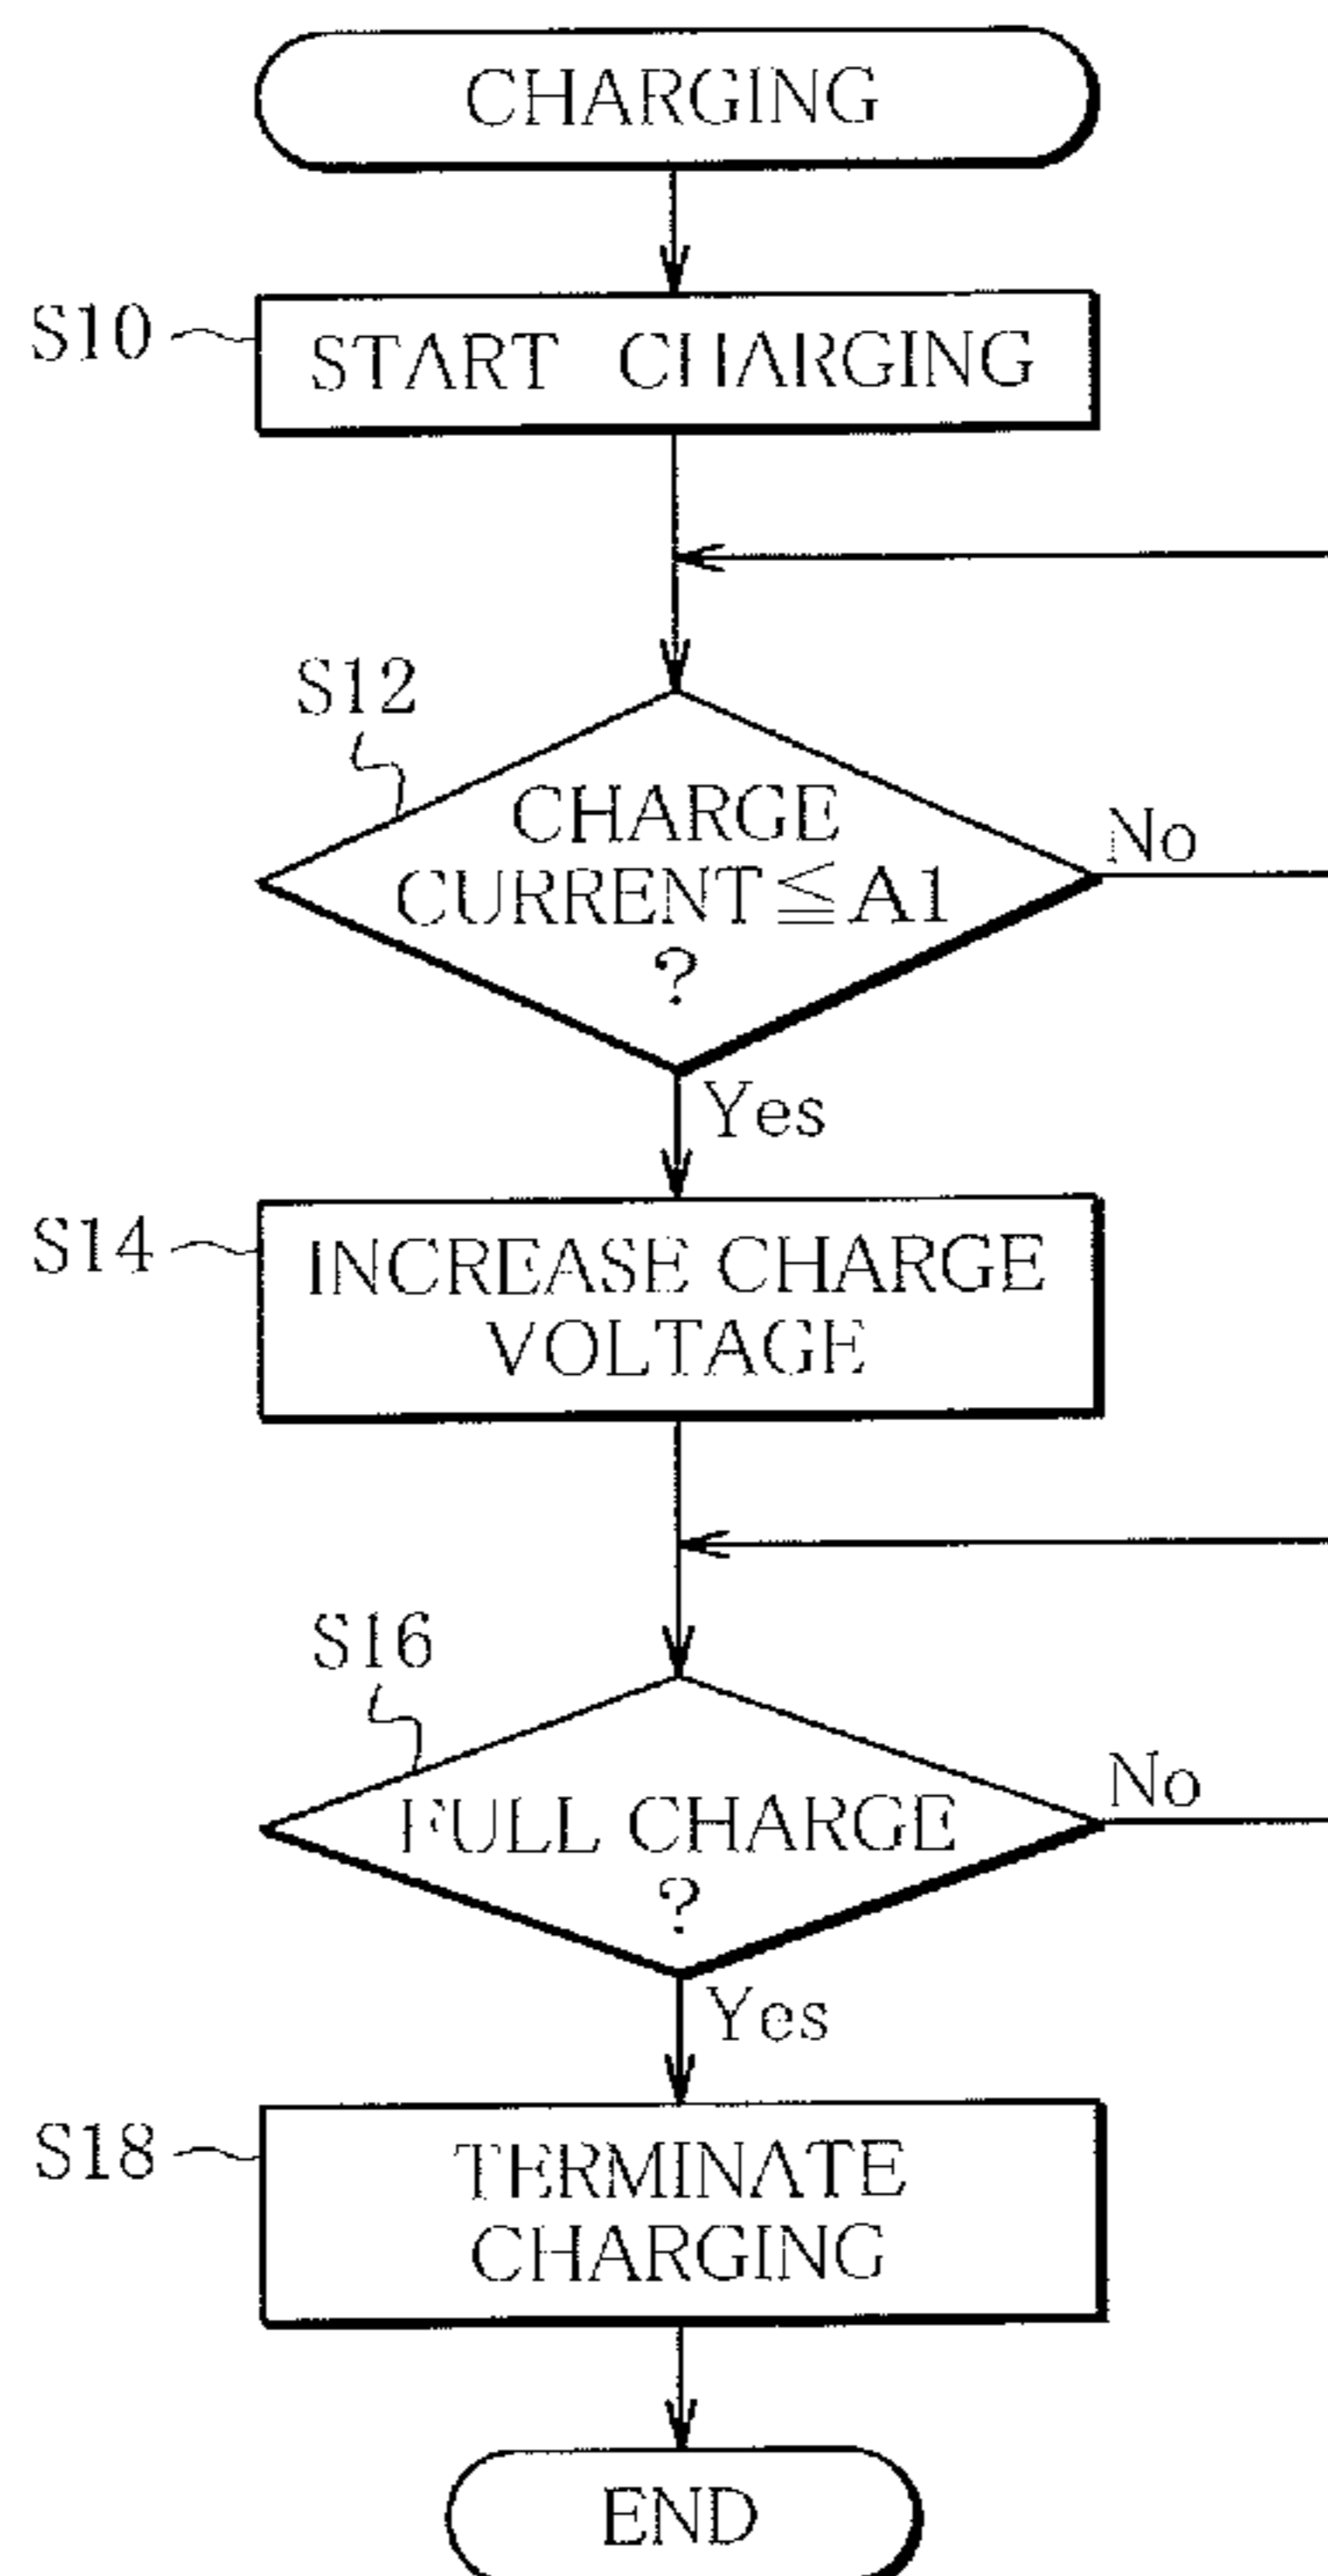 CHARGING
S10
START CHARGING
S12
CHARGE
CURRENT≦A1
?
No
Yes
S14
INCREASE CHARGE
VOLTAGE
S16
FULL CHARGE
?
No
Yes
S18
TERMINATE
CHARGING
END